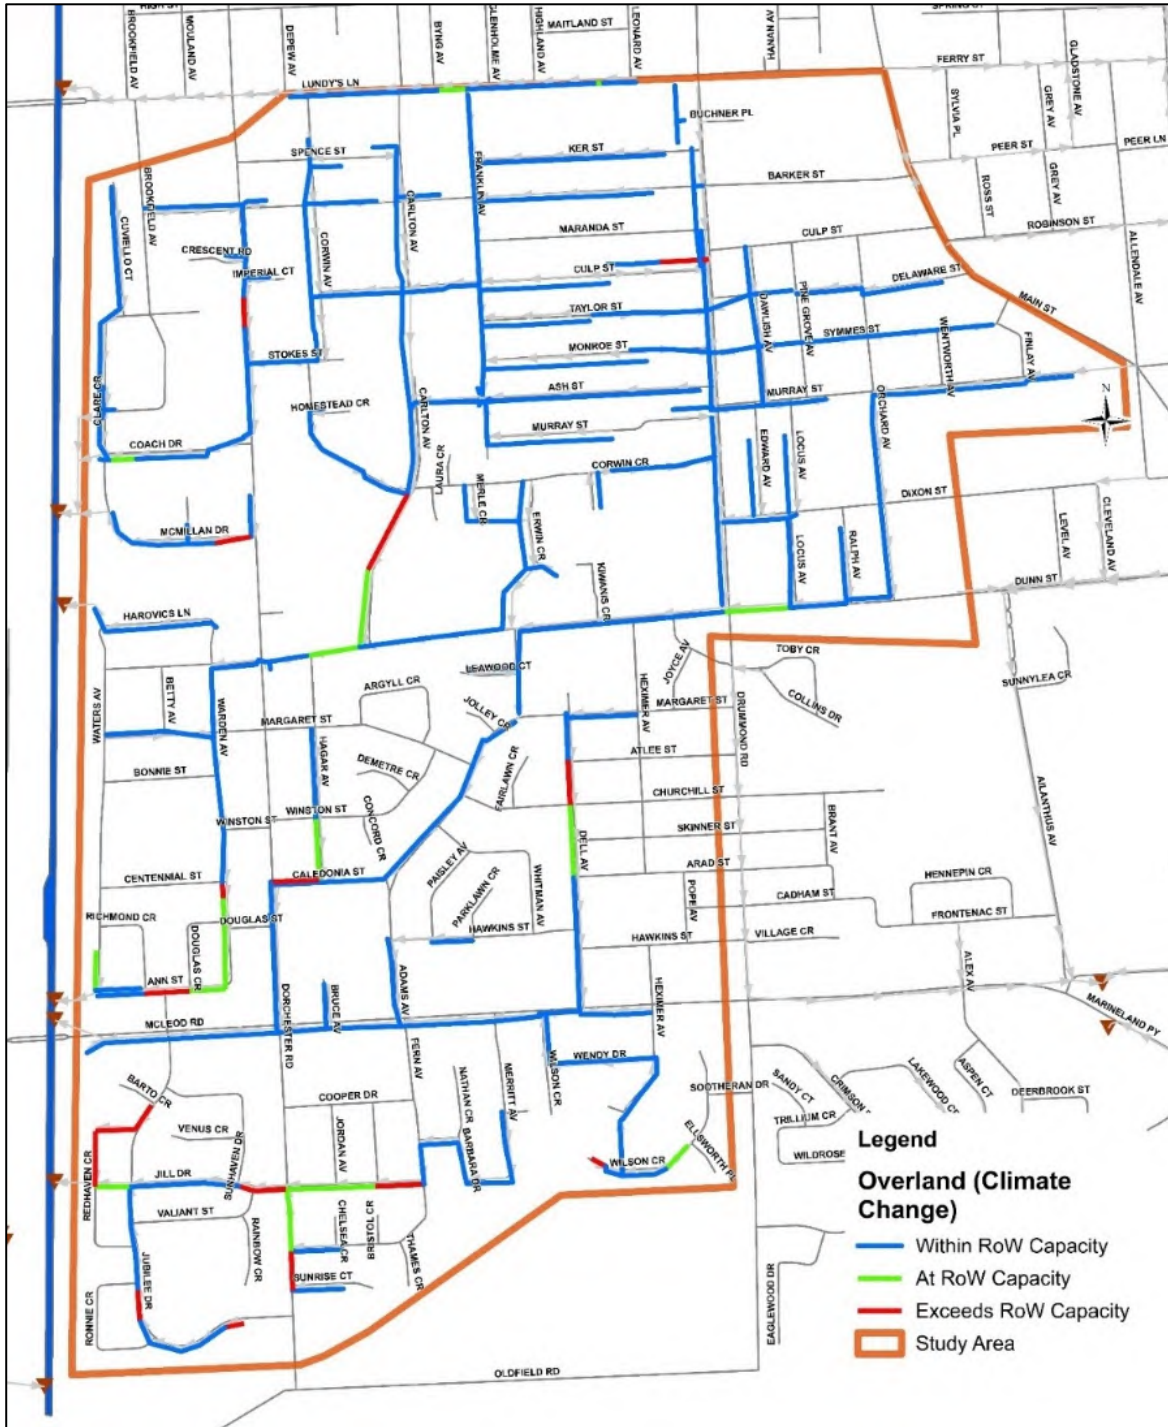 HIGH ST
BROOKFIELD AV
MOULAND AV
DEPEW AV
BYNG AV
GLENHOLME AV
HIGHLAND AV
MAITLAND ST
LEONARD AV
HANAN AV
SPRING ST
FERRY ST
GLADSTONE AV
LUNDY'S LN
SYLVIA PL
GREY AV
BUCHNER PL
PEER ST
PEER LN
SPENCE ST
KER ST
FRANKLIN AV
BARKER ST
ROSS ST
GREY AV
BROOKFIELD AV
CARLTON AV
ROBINSON ST
CUVIELLO CT
CRESCENT RD
CORWIN AV
MARANDA ST
CULP ST
ALLENDALE AV
IMPERIAL CT
CULP ST
DELAWARE ST
TAYLOR ST
DAWLISH AV
PINE GROVE AV
MAIN ST
SYMMES ST
WENTWORTH AV
FINLAY AV
STOKES ST
MONROE ST
ASH ST
MURRAY ST
ORCHARD AV
N
CLARE CR
HOMESTEAD CR
CARLTON AV
MURRAY ST
COACH DR
LAURA CR
CORWIN CR
EDWARD AV
LOCUS AV
MERLE CR
DIXON ST
CLEVELAND AV
LEVEL AV
MCMILLAN DR
ERWIN CR
LOCUS AV
RALPH AV
KIWANIS CR
DUNN ST
HAROVICS LN
LEAWOOD CT
JOYCE AV
TOBY CR
SUNNYLEA CR
BETTY AV
ARGYLL CR
HEXIMER AV
COLLINS DR
WATERS AV
WARDEN AV
MARGARET ST
JOLLEY CR
MARGARET ST
DRUMMOND RD
HAGAR AV
DEMETRE CR
FAIRLAWN CR
ATLEE ST
BONNIE ST
CHURCHILL ST
AILANTHUS AV
WINSTON ST
WINSTON ST
CONCORD CR
SKINNER ST
BRANT AV
DELL AV
PAISLEY AV
ARAD ST
CENTENNIAL ST
CALEDONIA ST
PARKLAWN CR
WHITMAN AV
POPE AV
CADHAM ST
HENNEPIN CR
RICHMOND CR
DOUGLAS ST
FRONTENAC ST
DOUGLAS CR
HAWKINS ST
HAWKINS ST
VILLAGE CR
ANN ST
DORCHESTER RD
BRUCE AV
ADAMS AV
HEXIMER AV
ALEX AV
MCLEOD RD
MARINELAND PY
FERN AV
WILSON CR
WENDY DR
BARTO CR
NATHAN CR
MERRITT AV
SOOTHERAN DR
SANDY CT
CRIMSON
LAKEWOOD CR
ASPEN CT
DEERBROOK ST
COOPER DR
VENUS CR
JORDAN AV
TRILLIUM CR
ELLSWORTH PL
WILDROSE
REDHAVEN CR
JILL DR
SUNHAVEN DR
BARBARA DR
WILSON CR
VALIANT ST
RAINBOW CR
CHELSEA CR
BRISTOL CR
THAMES CR
JUBILEE DR
SUNRISE CT
RONNIE CR
EAGLEWOOD DR
OLDFIELD RD
Legend
Overland (Climate
Change)
Within RoW Capacity
At RoW Capacity
Exceeds RoW Capacity
Study Area